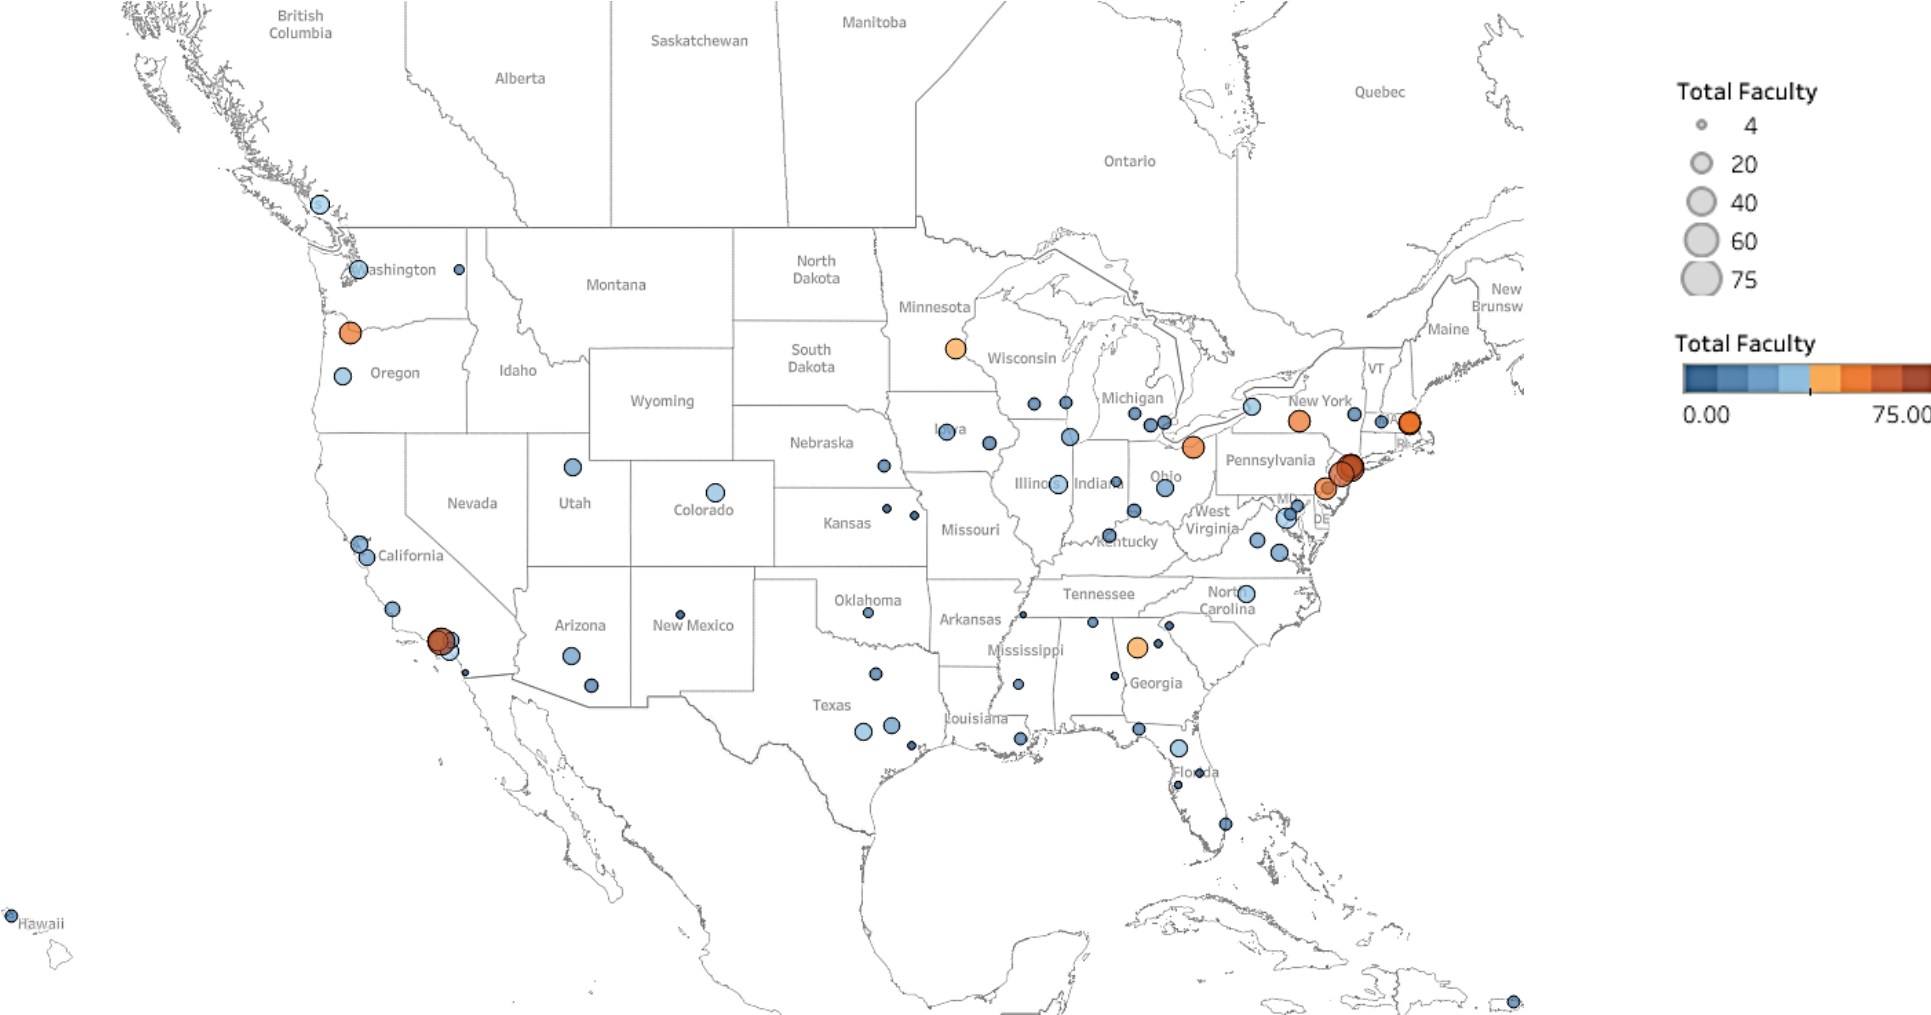 British
Columbia
Manitoba
Saskatchewan
Alberta
Quebec
Ontario
Total Faculty
4
20
40
60
75
Total Faculty
0.00
75.00
Washington
Montana
North
Dakota
Minnesota
New
Brunsw
Maine
Oregon
Idaho
South
Dakota
Wisconsin
VT
Wyoming
Michigan
New York
MA
RI
Nebraska
Iowa
Pennsylvania
Nevada
Utah
Colorado
Kansas
Missouri
Illinois
Indiana
Ohio
West
Virginia
MD
DE
Kentucky
California
Arizona
New Mexico
Oklahoma
Arkansas
Tennessee
North
Carolina
Mississippi
Georgia
Texas
Louisiana
Florida
Hawaii